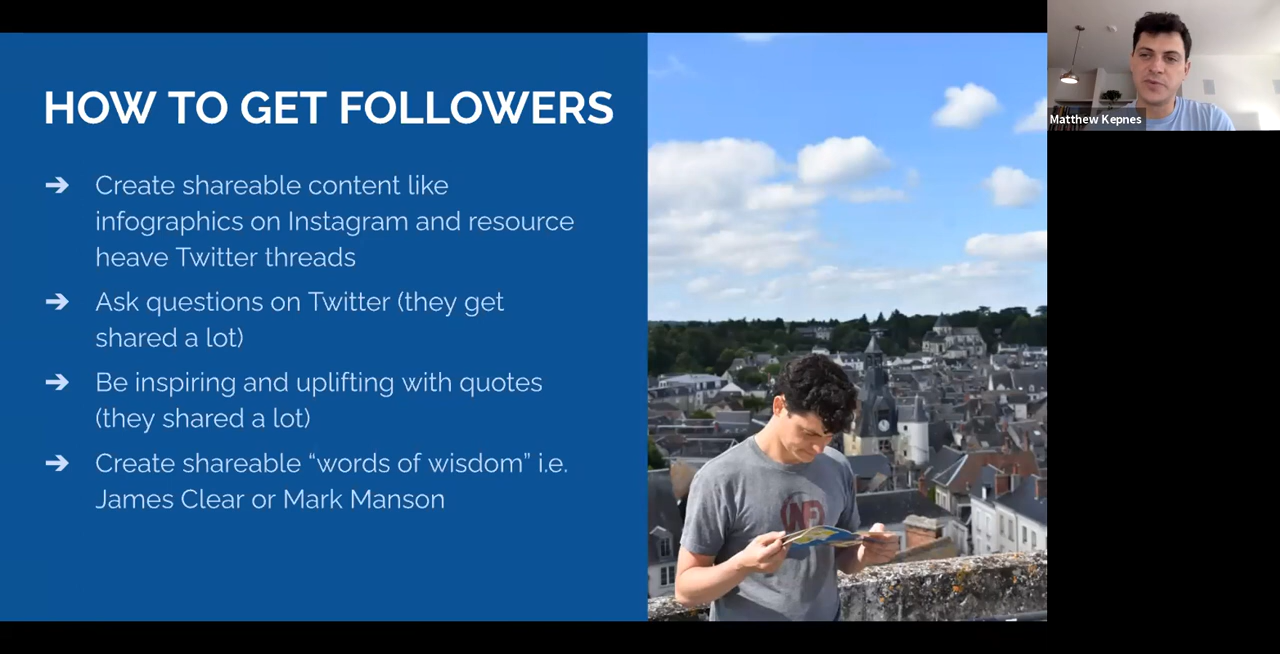 HOW TO GET FOLLOWERS
➔ Create shareable content like
infographics on Instagram and resource
heave Twitter threads
➔ Ask questions on Twitter (they get
shared a lot)
➔ Be inspiring and uplifting with quotes
(they shared a lot)
➔ Create shareable “words of wisdom” i.e.
James Clear or Mark Manson
Matthew Kepnes